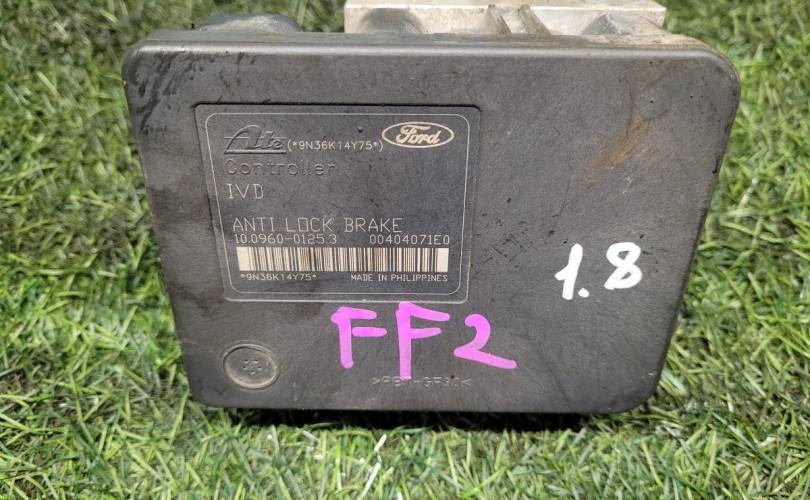 Ate (*9N36K14Y75*) Ford
Controller
IVD
ANTI LOCK BRAKE
10.0960-0125.3 00404071E0
*9N36K14Y75* MADE IN PHILIPPINES
1.8
FF2